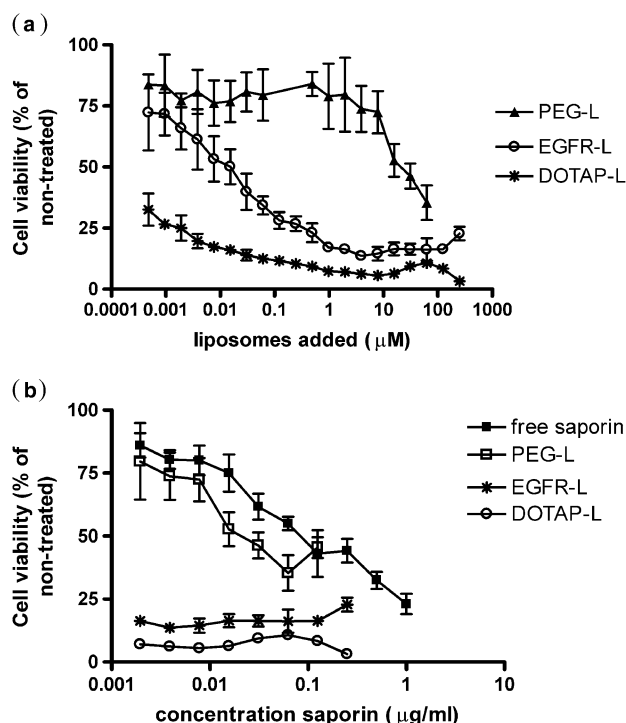 (a)
100
75
50
25
0
Cell viability (% of
non-treated)
PEG-L
EGFR-L
DOTAP-L
0.0001 0.001 0.01 0.1 1 10 100 1000
liposomes added (μM)
(b)
100
75
50
25
0
Cell viability (% of
non-treated)
free saporin
PEG-L
EGFR-L
DOTAP-L
0.001 0.01 0.1 1 10
concentration saporin (μg/ml)